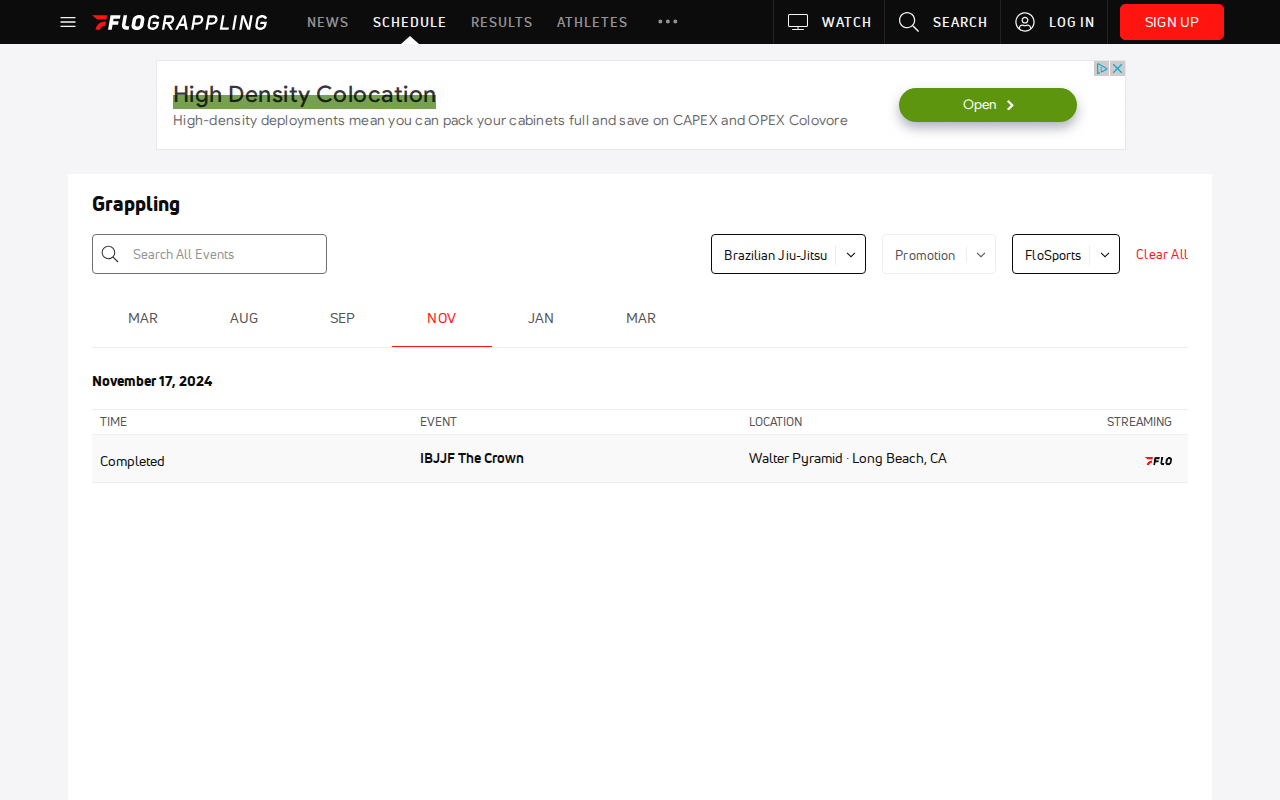 FLOGRAPPLING NEWS SCHEDULE RESULTS ATHLETES WATCH SEARCH LOG IN SIGN UP
High Density Colocation
High-density deployments mean you can pack your cabinets full and save on CAPEX and OPEX Colovore
Open
Grappling
Search All Events Brazilian Jiu-Jitsu Promotion FloSports Clear All
MAR AUG SEP NOV JAN MAR
November 17, 2024
TIME EVENT LOCATION STREAMING
Completed IBJJF The Crown Walter Pyramid · Long Beach, CA FLO